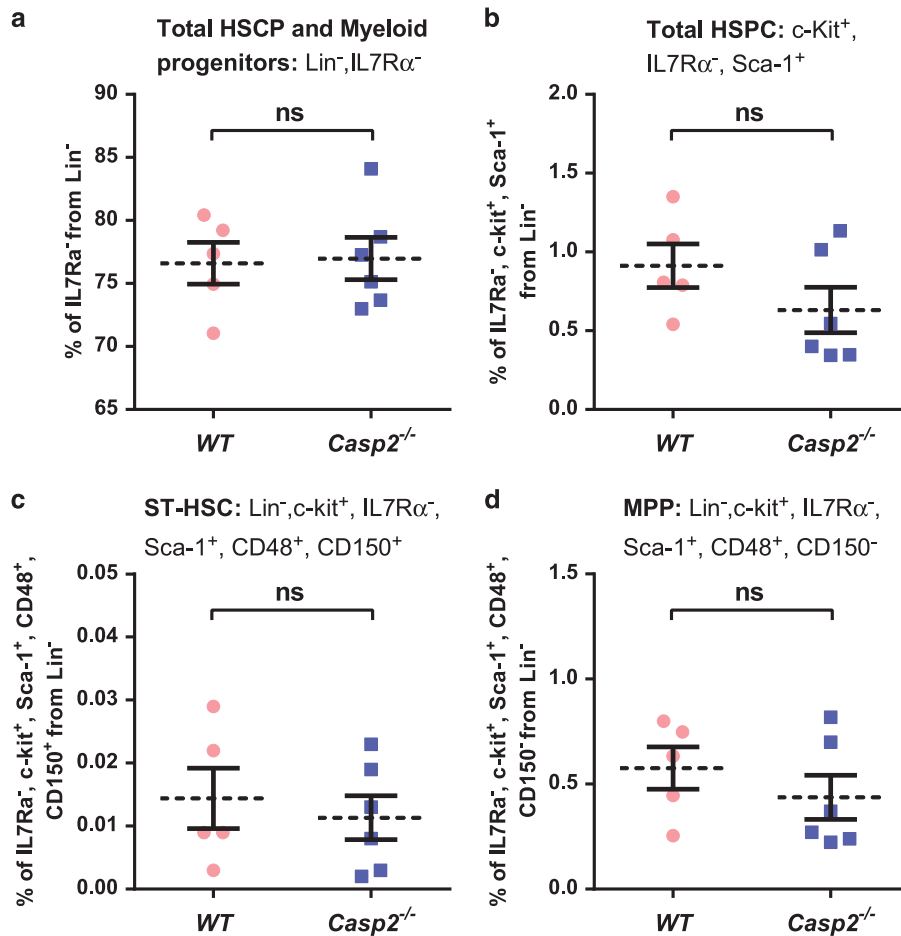 a
Total HSCP and Myeloid
progenitors: Lin⁻,IL7Rα⁻
ns
% of IL7Ra⁻ from Lin⁻
90
85
80
75
70
65
WT
Casp2⁻/⁻
b
Total HSPC: c-Kit⁺,
IL7Rα⁻, Sca-1⁺
ns
% of IL7Ra⁻, c-kit⁺, Sca-1⁺
from Lin⁻
2.0
1.5
1.0
0.5
0.0
WT
Casp2⁻/⁻
c
ST-HSC: Lin⁻,c-kit⁺, IL7Rα⁻,
Sca-1⁺, CD48⁺, CD150⁺
ns
% of IL7Ra⁻, c-kit⁺, Sca-1⁺, CD48⁺,
CD150⁺ from Lin⁻
0.05
0.04
0.03
0.02
0.01
0.00
WT
Casp2⁻/⁻
d
MPP: Lin⁻,c-kit⁺, IL7Rα⁻,
Sca-1⁺, CD48⁺, CD150⁻
ns
% of IL7Ra⁻, c-kit⁺, Sca-1⁺, CD48⁺,
CD150⁻ from Lin⁻
1.5
1.0
0.5
0.0
WT
Casp2⁻/⁻